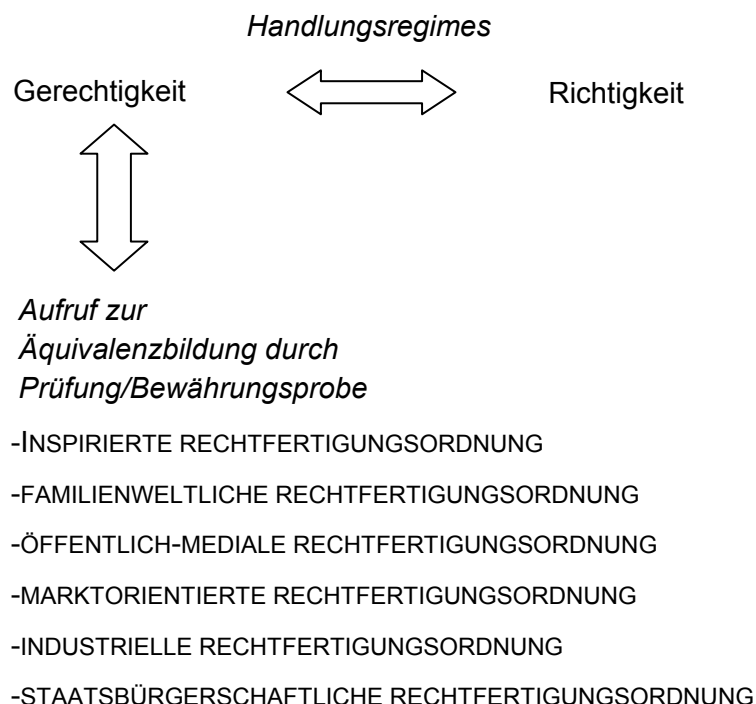 Handlungsregimes
Gerechtigkeit Richtigkeit
Aufruf zur
Äquivalenzbildung durch
Prüfung/Bewährungsprobe
-INSPIRIERTE RECHTFERTIGUNGSORDNUNG
-FAMILIENWELTLICHE RECHTFERTIGUNGSORDNUNG
-ÖFFENTLICH-MEDIALE RECHTFERTIGUNGSORDNUNG
-MARKTORIENTIERTE RECHTFERTIGUNGSORDNUNG
-INDUSTRIELLE RECHTFERTIGUNGSORDNUNG
-STAATSBÜRGERSCHAFTLICHE RECHTFERTIGUNGSORDNUNG